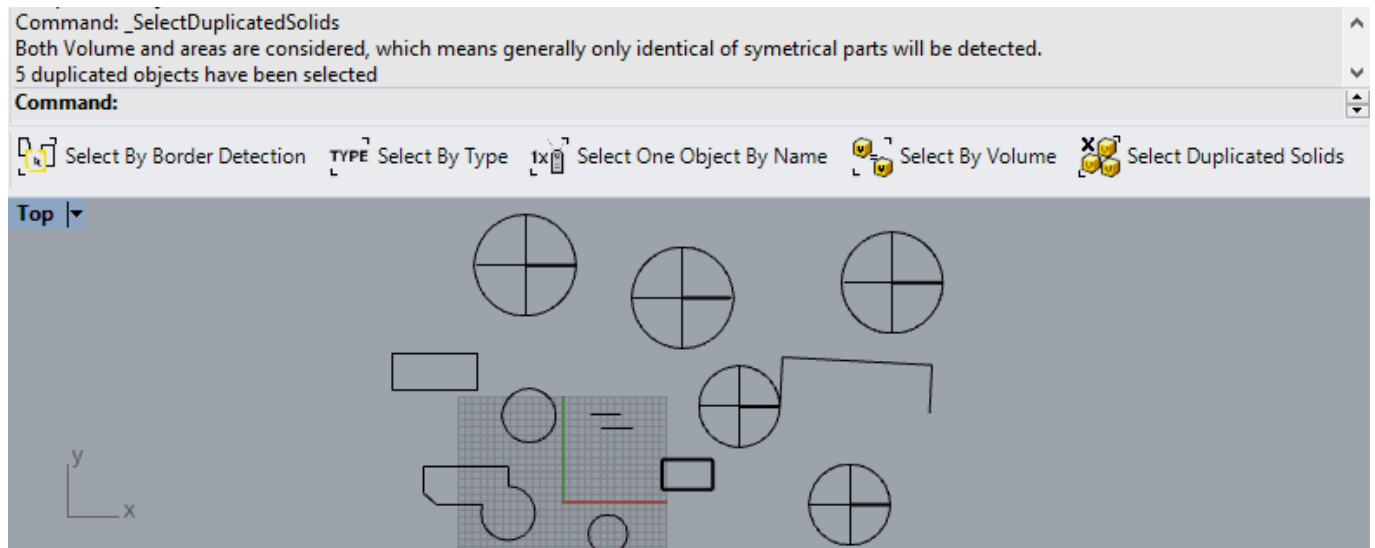 Command: _SelectDuplicatedSolids
Both Volume and areas are considered, which means generally only identical of symetrical parts will be detected.
5 duplicated objects have been selected
Command:
Select By Border Detection TYPE Select By Type 1x Select One Object By Name Select By Volume Select Duplicated Solids
Top
y
x